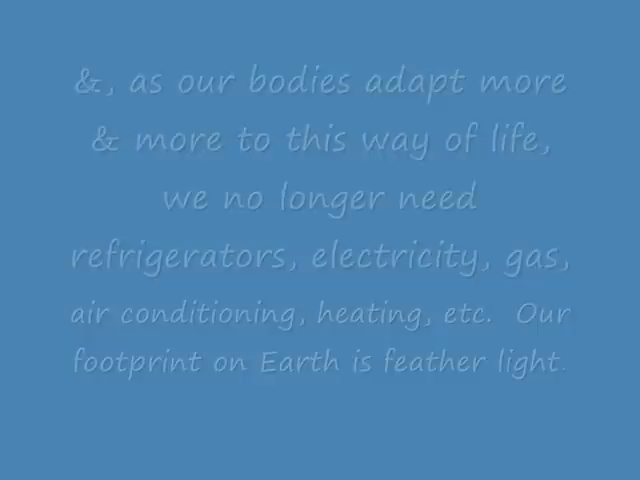 &, as our bodies adapt more
& more to this way of life,
we no longer need
refrigerators, electricity, gas,
air conditioning, heating, etc. Our
footprint on Earth is feather light.